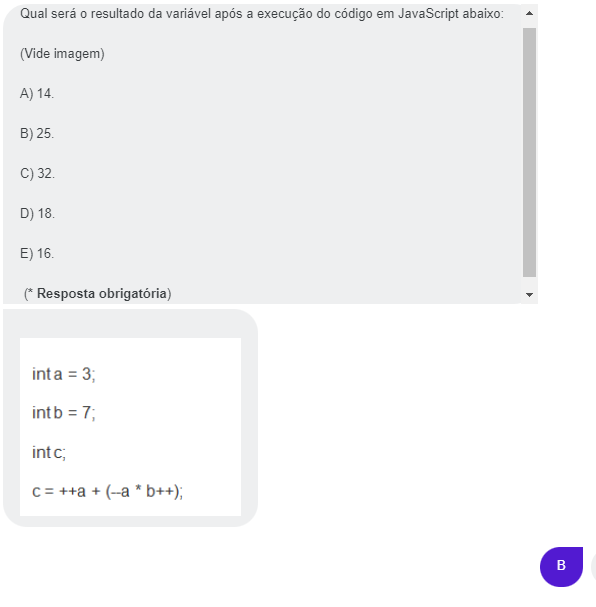 Qual será o resultado da variável após a execução do código em JavaScript abaixo:
(Vide imagem)
A) 14.
B) 25.
C) 32.
D) 18.
E) 16.
(* Resposta obrigatória)
int a = 3;
int b = 7;
int c;
c = ++a + (--a * b++);
B